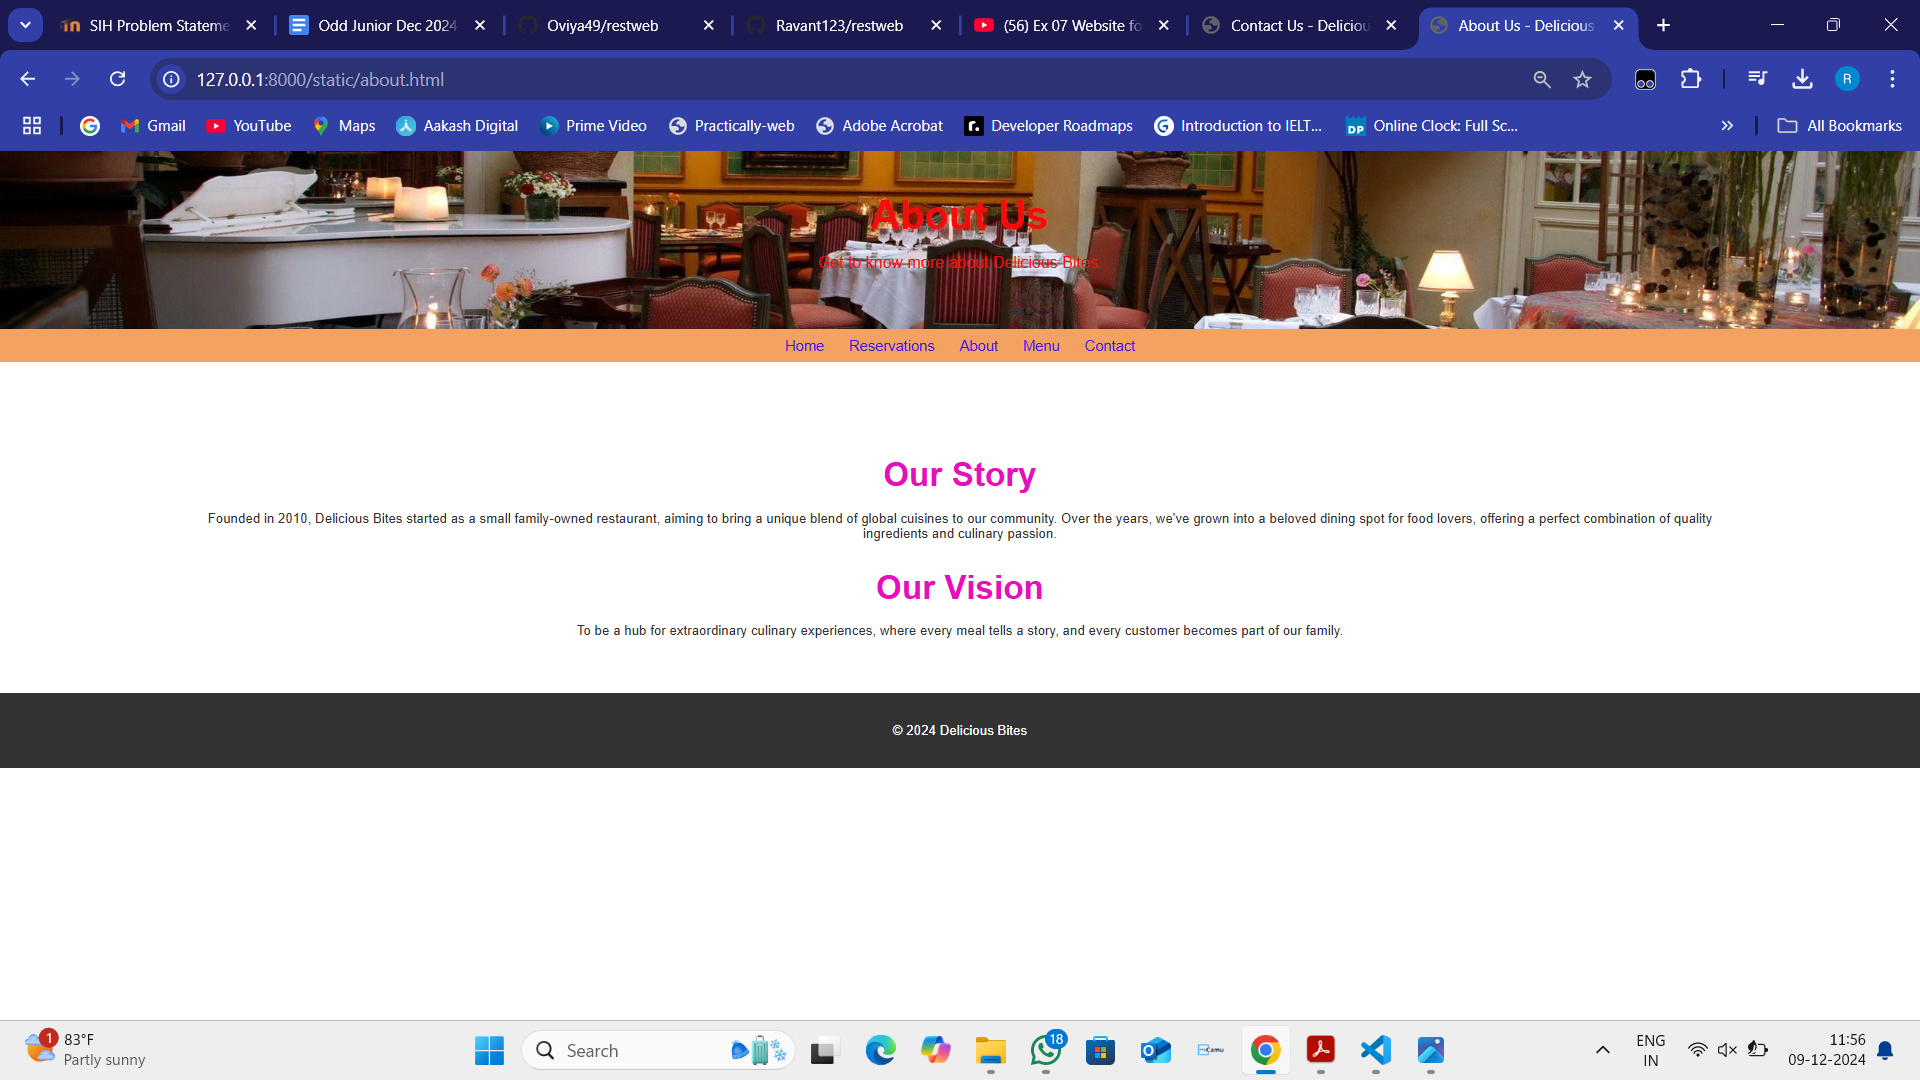 SIH Problem Stateme
Odd Junior Dec 2024
Oviya49/restweb
Ravant123/restweb
(56) Ex 07 Website fo
Contact Us - Deliciou
About Us - Delicious
127.0.0.1:8000/static/about.html
R
Gmail
YouTube
Maps
Aakash Digital
Prime Video
Practically-web
Adobe Acrobat
Developer Roadmaps
Introduction to IELT...
DP
Online Clock: Full Sc...
All Bookmarks
About Us
Get to know more about Delicious Bites.
Home
Reservations
About
Menu
Contact
Our Story
Founded in 2010, Delicious Bites started as a small family-owned restaurant, aiming to bring a unique blend of global cuisines to our community. Over the years, we've grown into a beloved dining spot for food lovers, offering a perfect combination of quality
ingredients and culinary passion.
Our Vision
To be a hub for extraordinary culinary experiences, where every meal tells a story, and every customer becomes part of our family.
© 2024 Delicious Bites
1
83°F
Partly sunny
Search
18
Camu
ENG
IN
11:56
09-12-2024